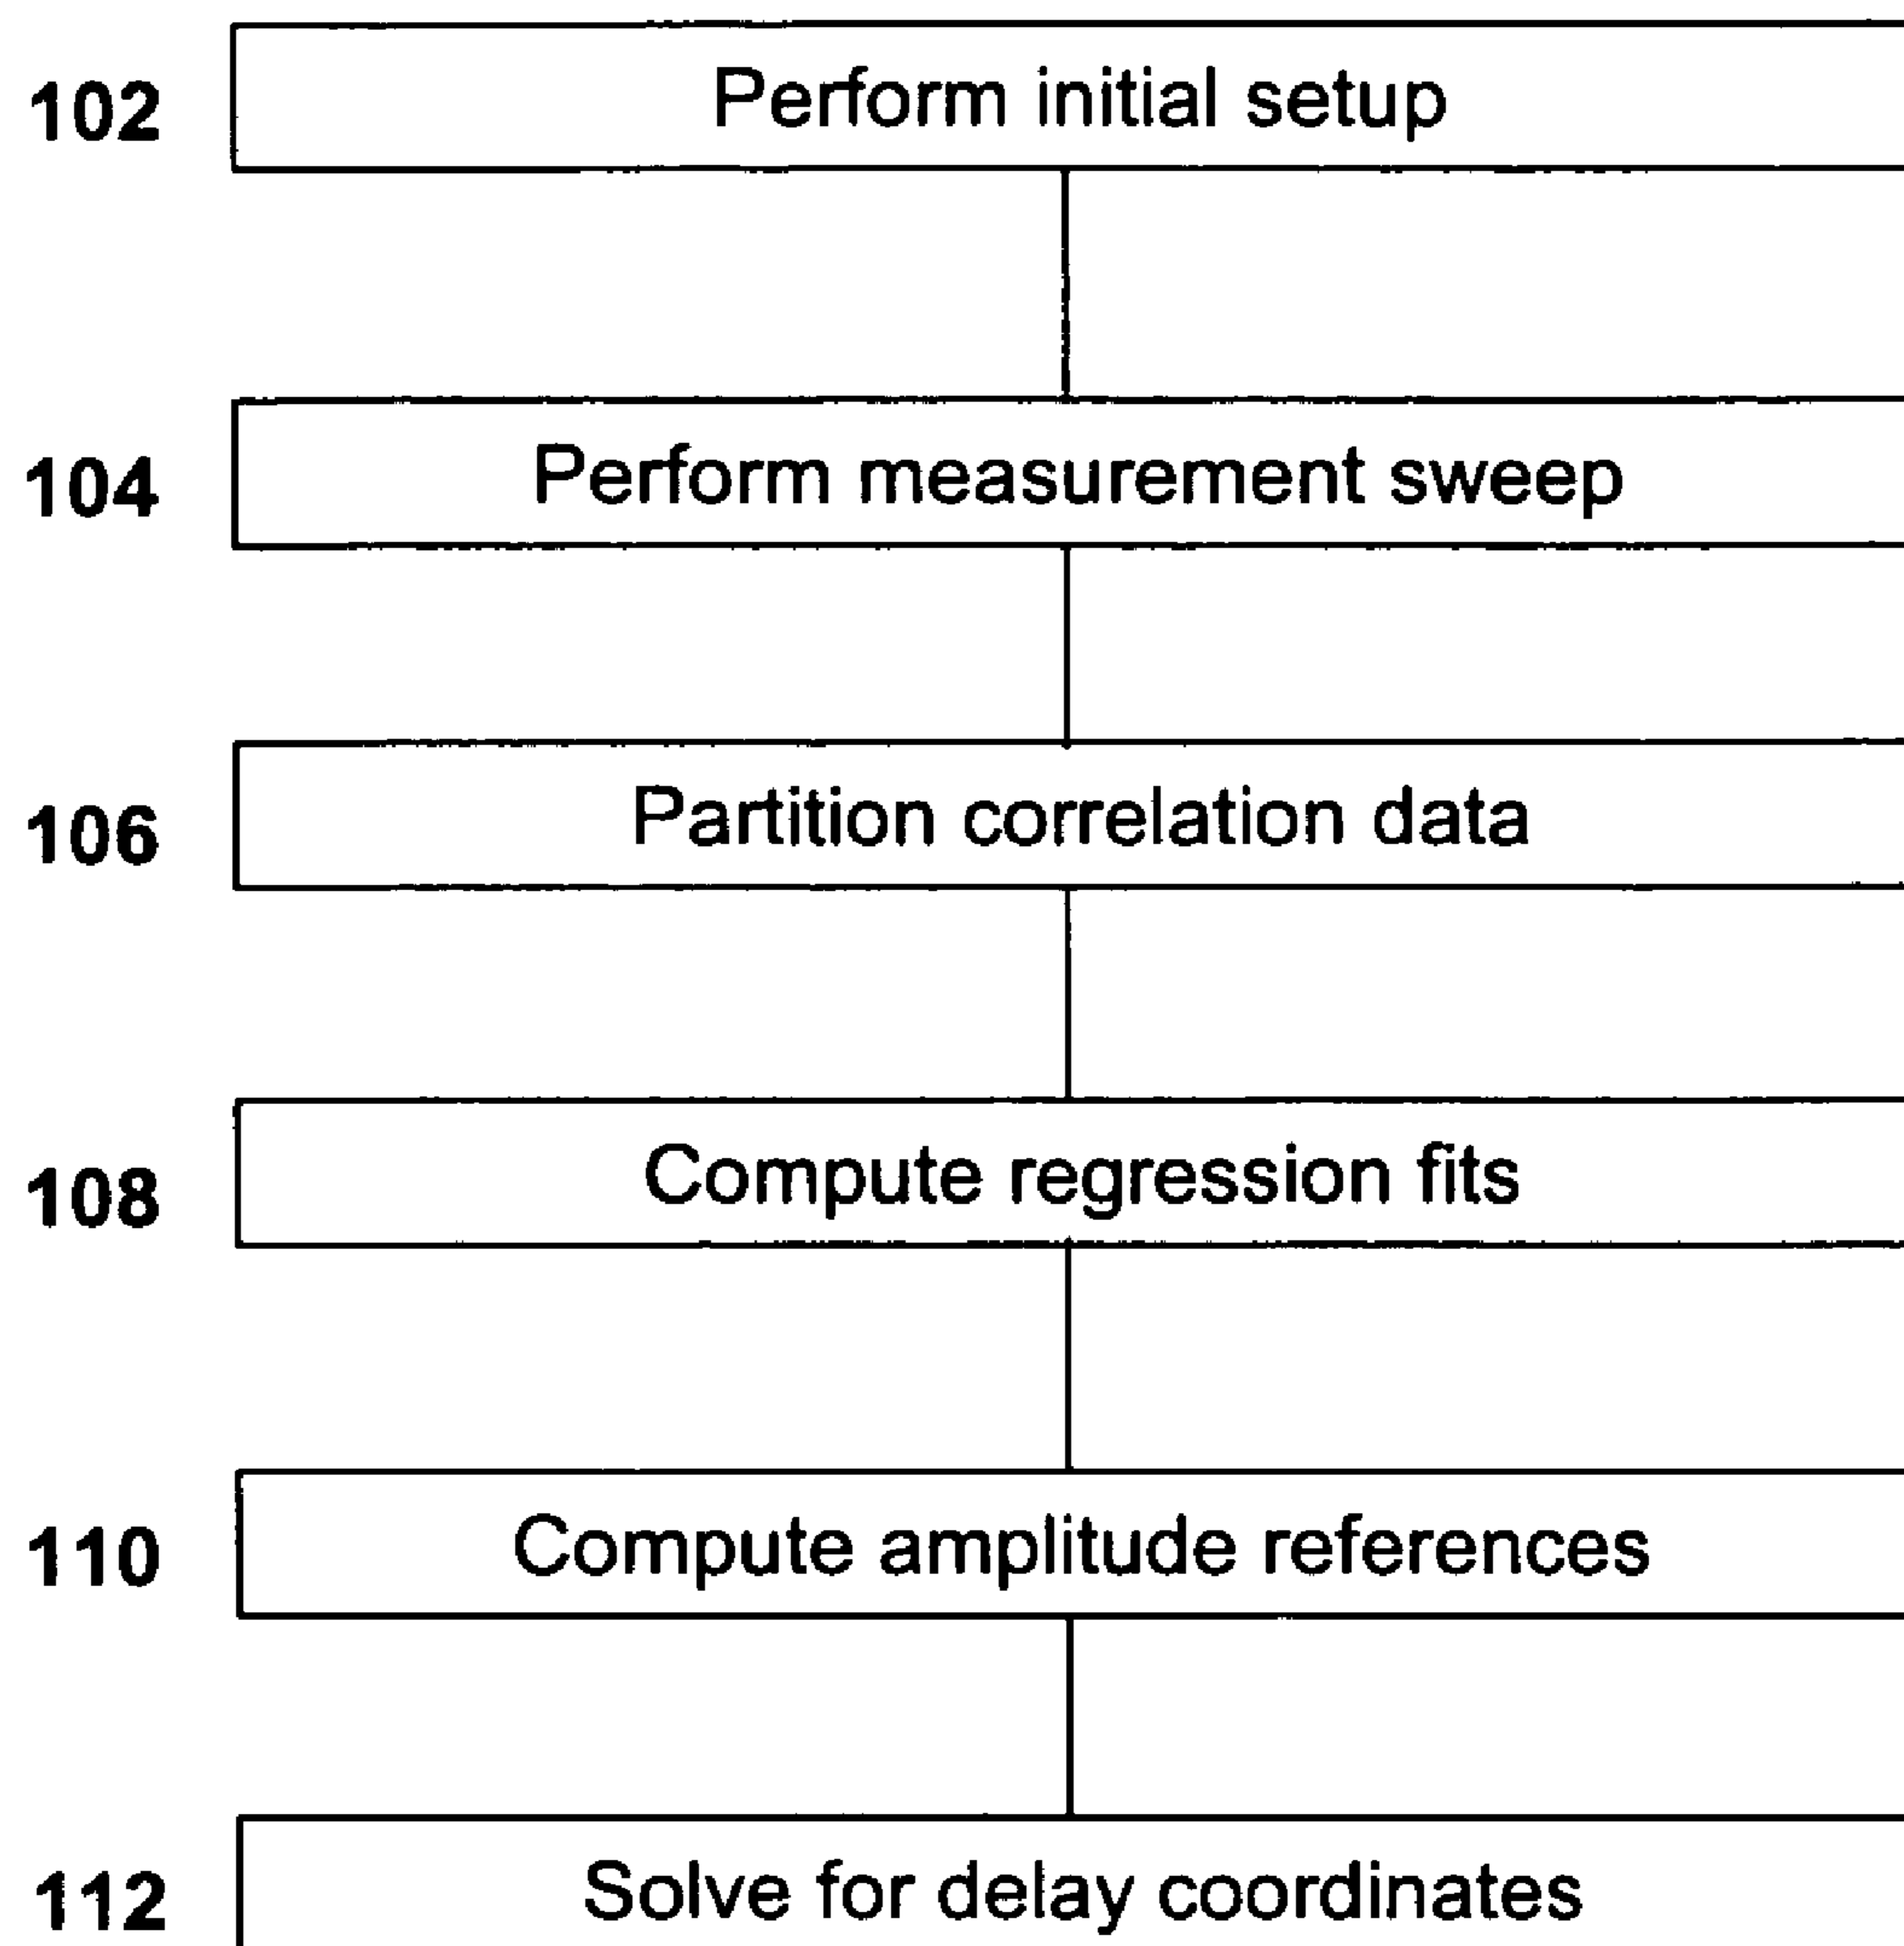 102 Perform initial setup
104 Perform measurement sweep
106 Partition correlation data
108 Compute regression fits
110 Compute amplitude references
112 Solve for delay coordinates